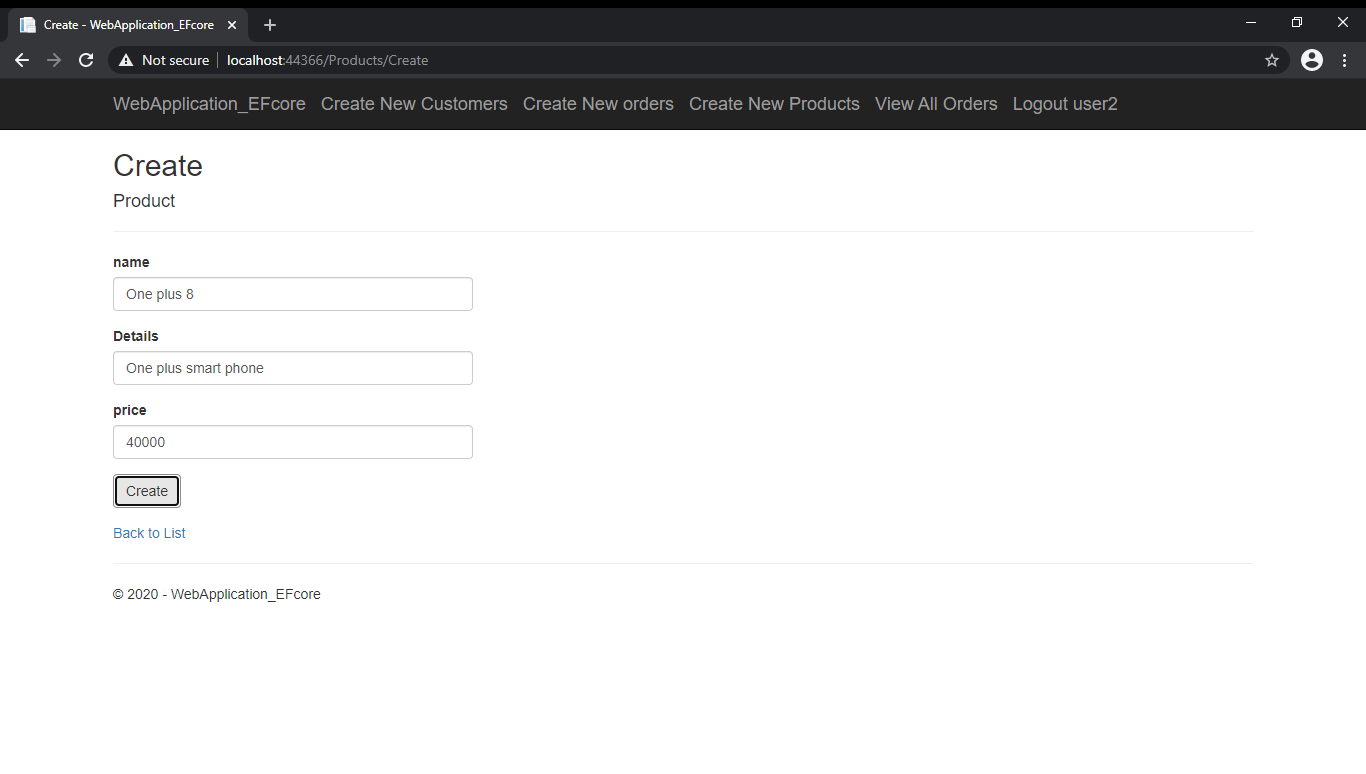 Create - WebApplication_EFcore
Not secure localhost:44366/Products/Create
WebApplication_EFcore Create New Customers Create New orders Create New Products View All Orders Logout user2
Create
Product
name
One plus 8
Details
One plus smart phone
price
40000
Create
Back to List
© 2020 - WebApplication_EFcore